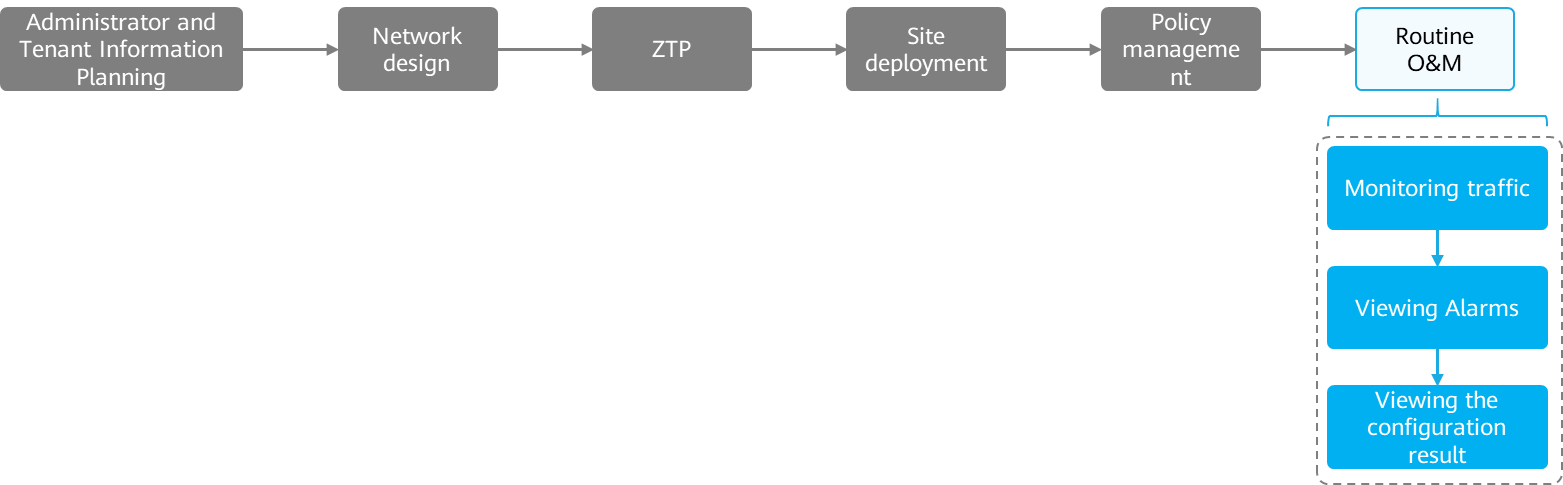 Administrator and
Tenant Information
Planning
Network
design
ZTP
Site
deployment
Policy
manageme
nt
Routine
O&M
Monitoring traffic
Viewing Alarms
Viewing the
configuration
result